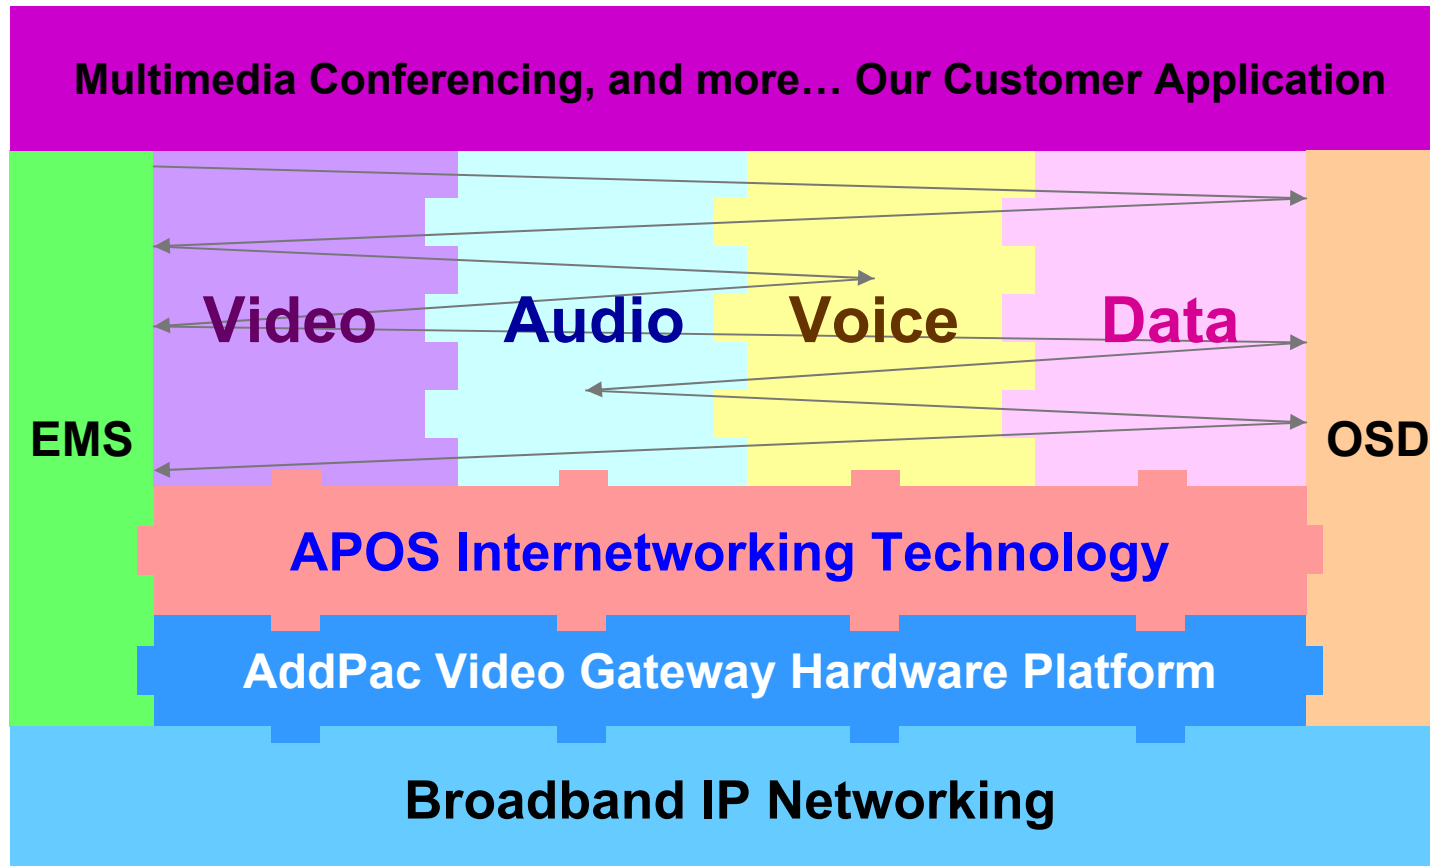 Multimedia Conferencing, and more… Our Customer Application
Video Audio Voice Data
EMS
OSD
APOS Internetworking Technology
AddPac Video Gateway Hardware Platform
Broadband IP Networking